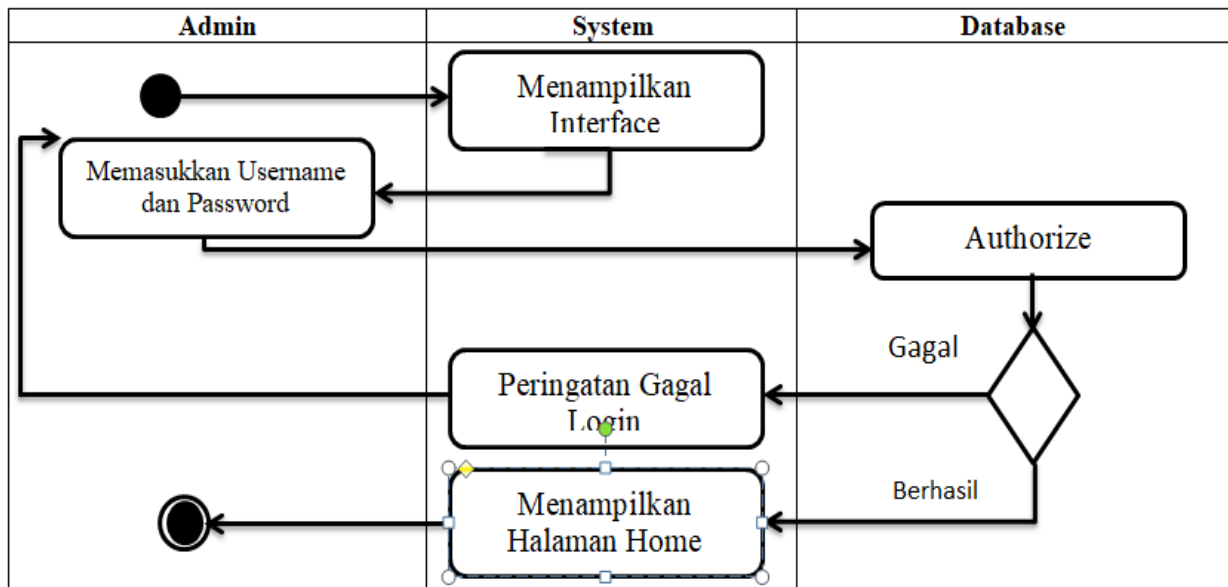 Admin
System
Database
Menampilkan
Interface
Memasukkan Username
dan Password
Authorize
Gagal
Peringatan Gagal
Login
Berhasil
Menampilkan
Halaman Home